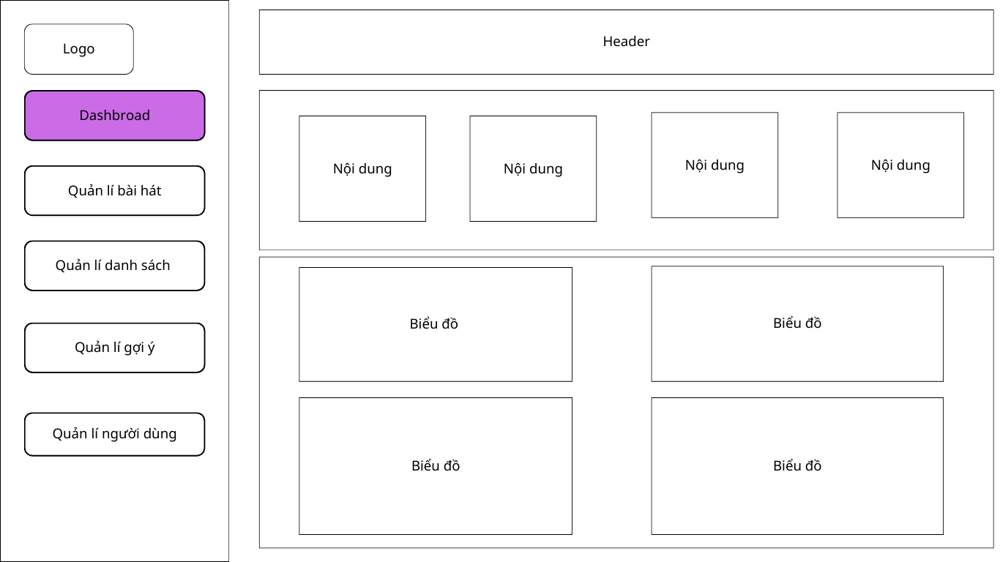 Logo
Dashbroad
Quản lí bài hát
Quản lí danh sách
Quản lí gợi ý
Quản lí người dùng
Header
Nội dung
Nội dung
Nội dung
Nội dung
Biểu đồ
Biểu đồ
Biểu đồ
Biểu đồ